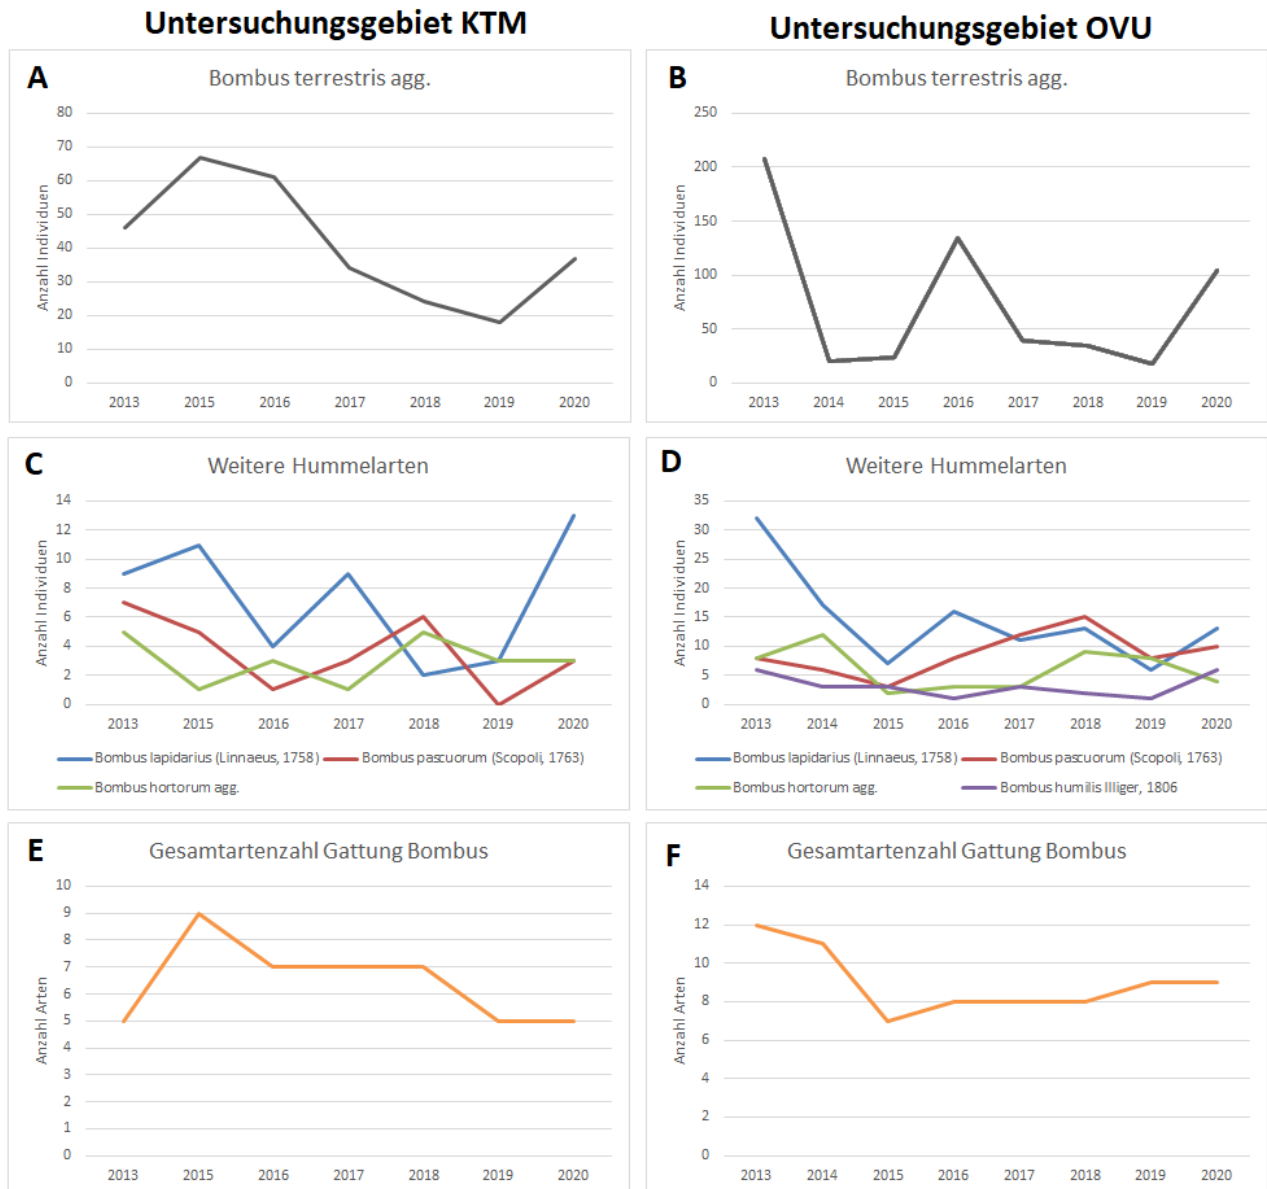 Untersuchungsgebiet KTM
Untersuchungsgebiet OVU
A
Bombus terrestris agg.
Anzahl Individuen
80
70
60
50
40
30
20
10
0
2013 2015 2016 2017 2018 2019 2020
B
Bombus terrestris agg.
Anzahl Individuen
250
200
150
100
50
0
2013 2014 2015 2016 2017 2018 2019 2020
C
Weitere Hummelarten
Anzahl Individuen
14
12
10
8
6
4
2
0
2013 2015 2016 2017 2018 2019 2020
Bombus lapidarius (Linnaeus, 1758) Bombus pascuorum (Scopoli, 1763)
Bombus hortorum agg.
D
Weitere Hummelarten
Anzahl Individuen
35
30
25
20
15
10
5
0
2013 2014 2015 2016 2017 2018 2019 2020
Bombus lapidarius (Linnaeus, 1758) Bombus pascuorum (Scopoli, 1763)
Bombus hortorum agg. Bombus humilis Illiger, 1806
E
Gesamtartenzahl Gattung Bombus
Anzahl Arten
10
9
8
7
6
5
4
3
2
1
0
2013 2015 2016 2017 2018 2019 2020
F
Gesamtartenzahl Gattung Bombus
Anzahl Arten
14
12
10
8
6
4
2
0
2013 2014 2015 2016 2017 2018 2019 2020